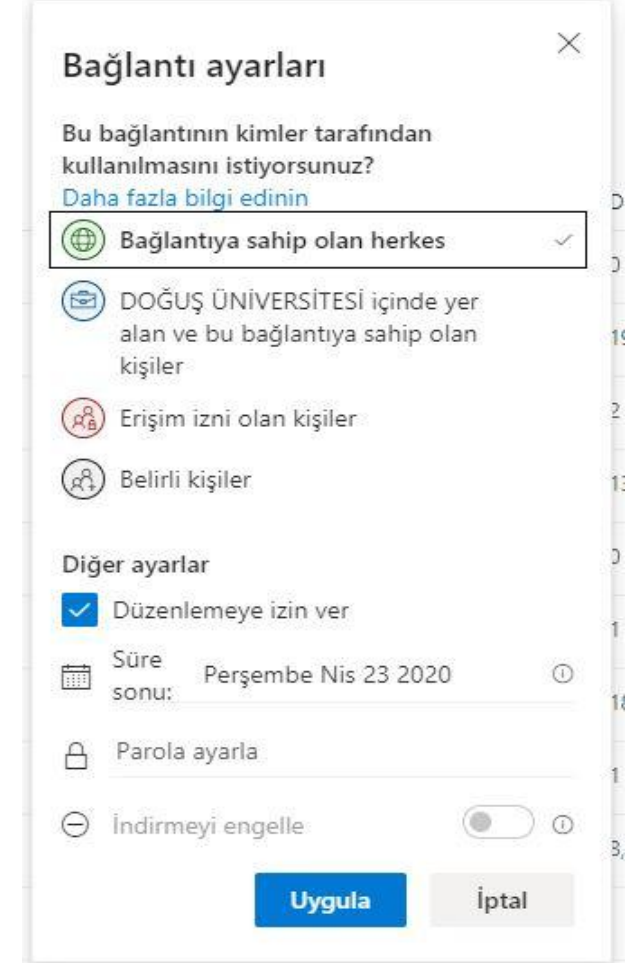 Bağlantı ayarları
Bu bağlantının kimler tarafından
kullanılmasını istiyorsunuz?
Daha fazla bilgi edinin
Bağlantıya sahip olan herkes
DOĞUŞ ÜNİVERSİTESİ içinde yer
alan ve bu bağlantıya sahip olan
kişiler
Erişim izni olan kişiler
Belirli kişiler
Diğer ayarlar
Düzenlemeye izin ver
Süre
sonu: Perşembe Nis 23 2020
Parola ayarla
İndirmeyi engelle
Uygula İptal